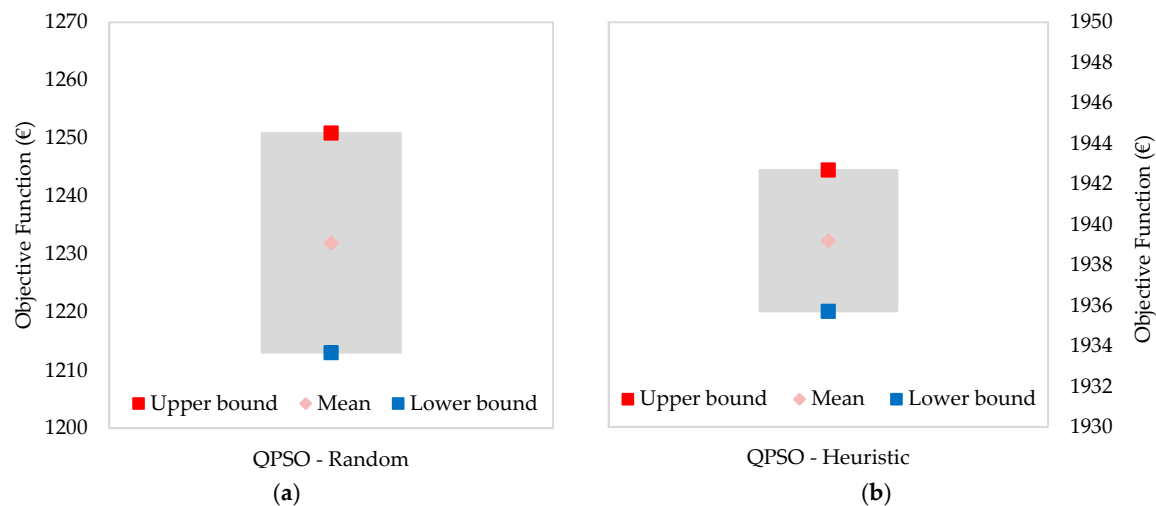 Objective Function (€)
1270
1260
1250
1240
1230
1220
1210
1200
Upper bound Mean Lower bound
QPSO - Random
(a)
Upper bound Mean Lower bound
QPSO - Heuristic
(b)
1950
1948
1946
1944
1942
1940
1938
1936
1934
1932
1930
Objective Function (€)